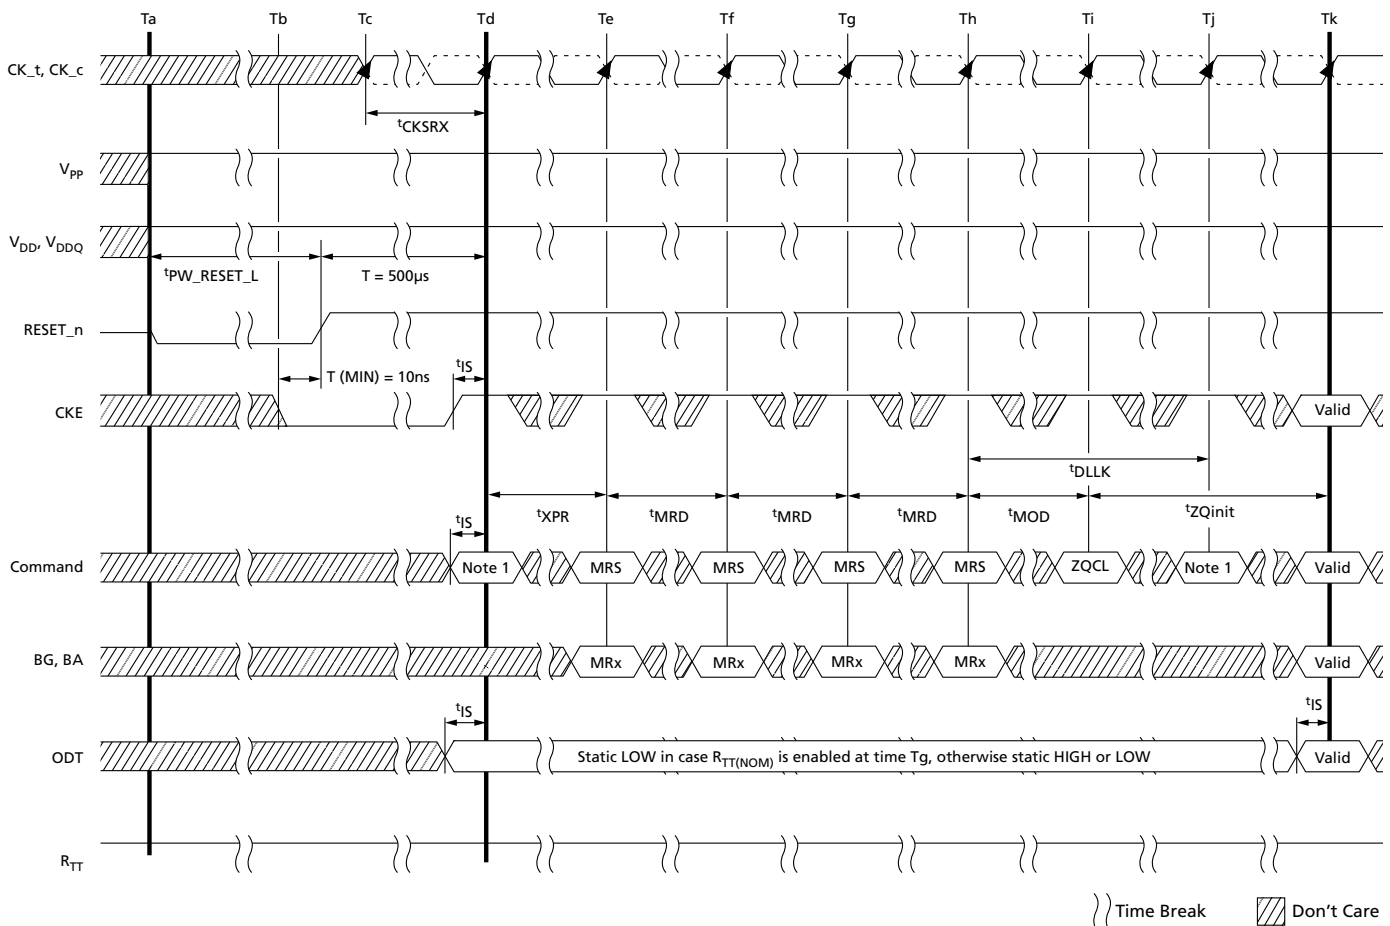 Ta Tb Tc Td Te Tf Tg Th Ti Tj Tk
CK_t, CK_c
tCKSRX
VPP
VDD, VDDQ
tPW_RESET_L T = 500µs
RESET_n
T (MIN) = 10ns tIS
CKE Valid
tDLLK
tXPR tMRD tMRD tMRD tMOD tZQinit
tIS
Command Note 1 MRS MRS MRS MRS ZQCL Note 1 Valid
BG, BA MRx MRx MRx MRx Valid
tIS tIS
ODT Static LOW in case RTT(NOM) is enabled at time Tg, otherwise static HIGH or LOW Valid
RTT
Time Break Don't Care